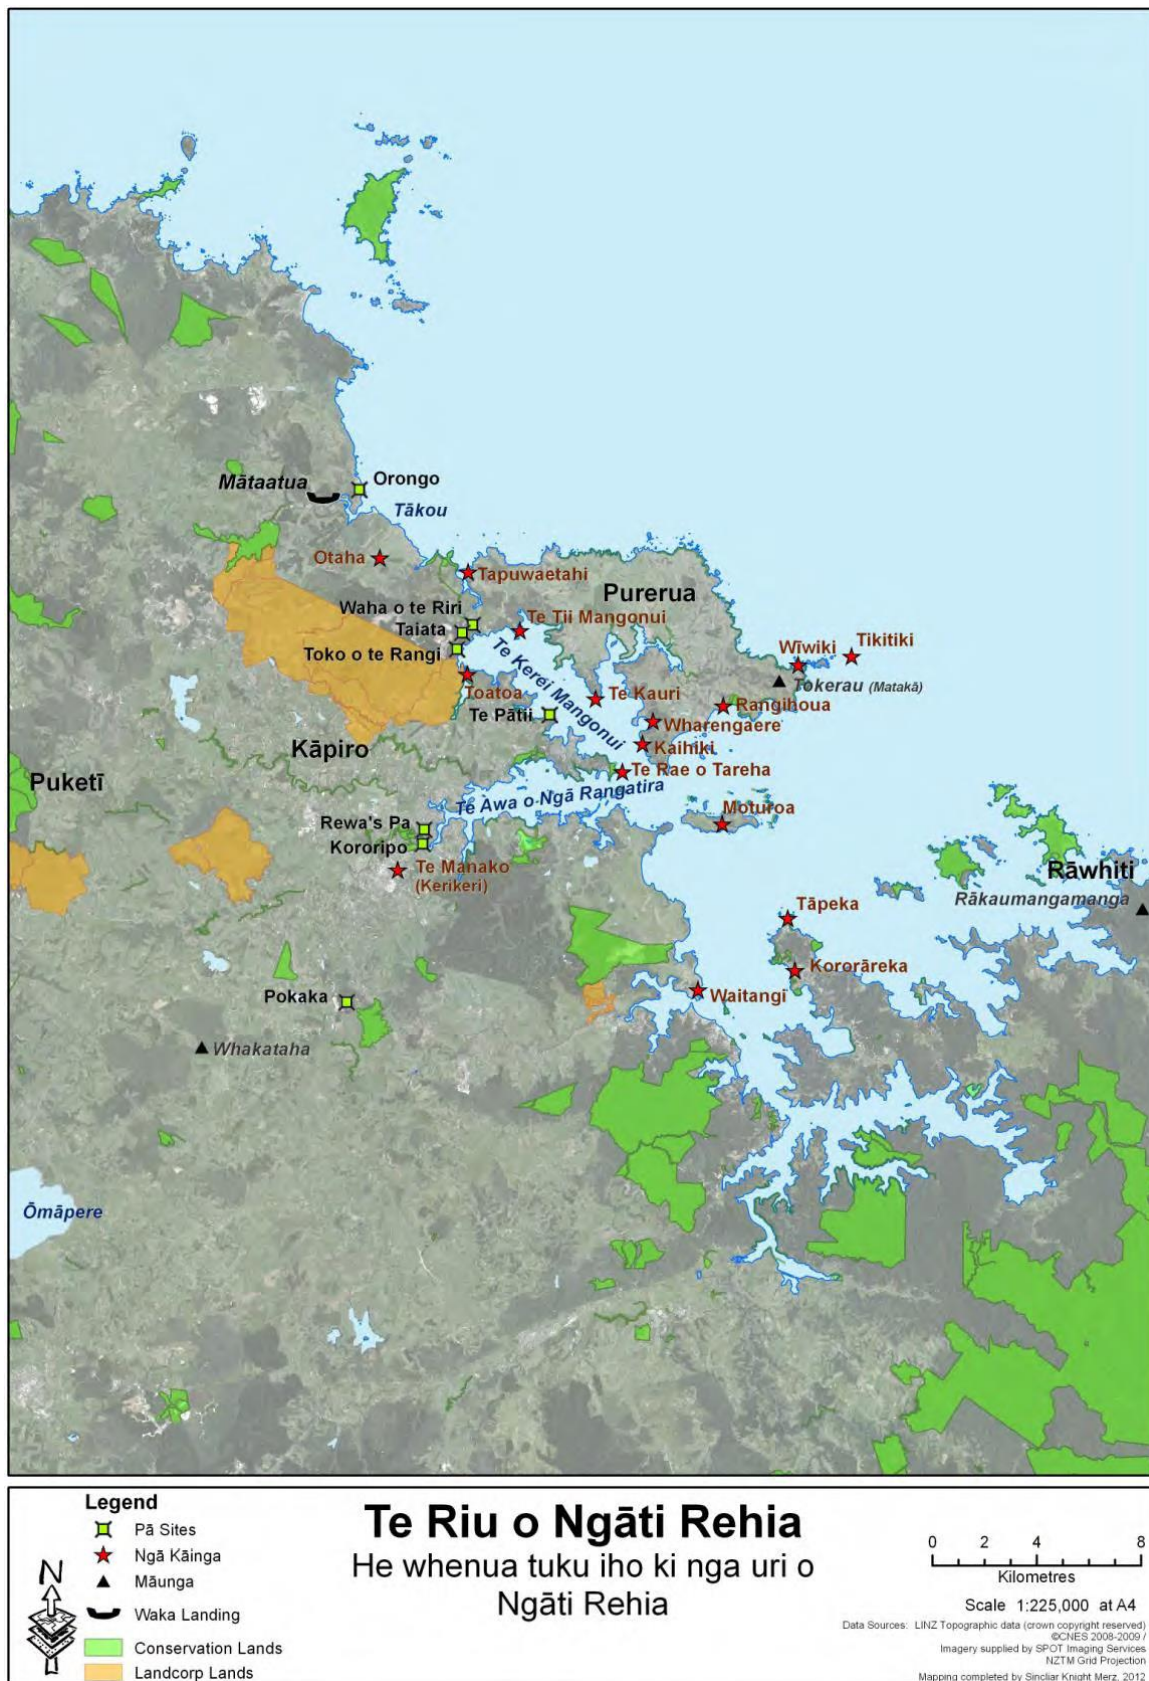 Mātaatua
Orongo
Tākou
Otaha
Tapuwaetahi
Purerua
Waha o te Riri
Te Tii Mangonui
Taiata
Toko o te Rangi
Wīwiki
Tikitiki
Te Kerei Mangonui
Toatoa
Tokerau (Matakā)
Te Kauri
Rangihoua
Te Pātii
Wharengaere
Kāpiro
Kaihiki
Puketī
Te Rae o Tareha
Te Awa o Ngā Rangatira
Moturoa
Rewa's Pa
Kororipo
Te Manako
(Kerikeri)
Rāwhiti
Rākaumangamanga
Tāpeka
Kororāreka
Waitangi
Pokaka
Whakataha
Ōmāpere
Legend
Pā Sites
Ngā Kāinga
Māunga
Waka Landing
Conservation Lands
Landcorp Lands
N
Te Riu o Ngāti Rehia
He whenua tuku iho ki nga uri o
Ngāti Rehia
0 2 4 8
Kilometres
Scale 1:225,000 at A4
Data Sources: LINZ Topographic data (crown copyright reserved)
©CNES 2008-2009 /
Imagery supplied by SPOT Imaging Services
NZTM Grid Projection
Mapping completed by Sincliar Knight Merz, 2012